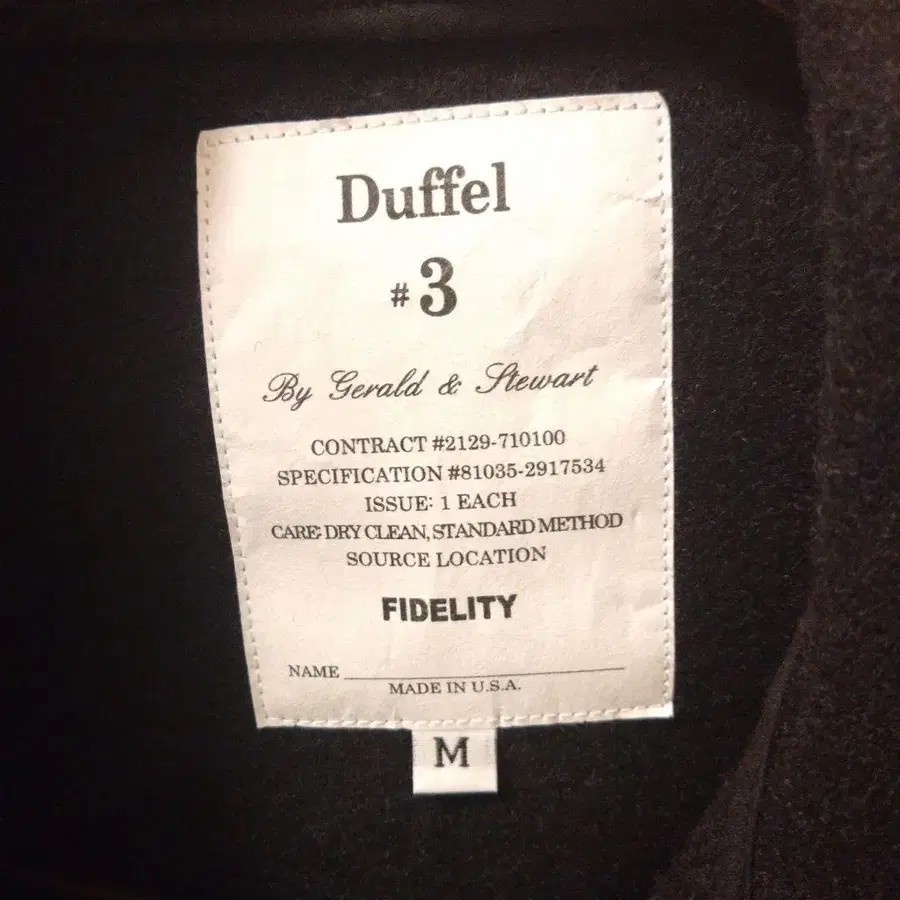 Duffel
#3
By Gerald & Stewart
CONTRACT #2129-710100
SPECIFICATION #81035-2917534
ISSUE: 1 EACH
CARE: DRY CLEAN, STANDARD METHOD
SOURCE LOCATION
FIDELITY
NAME
MADE IN U.S.A.
M